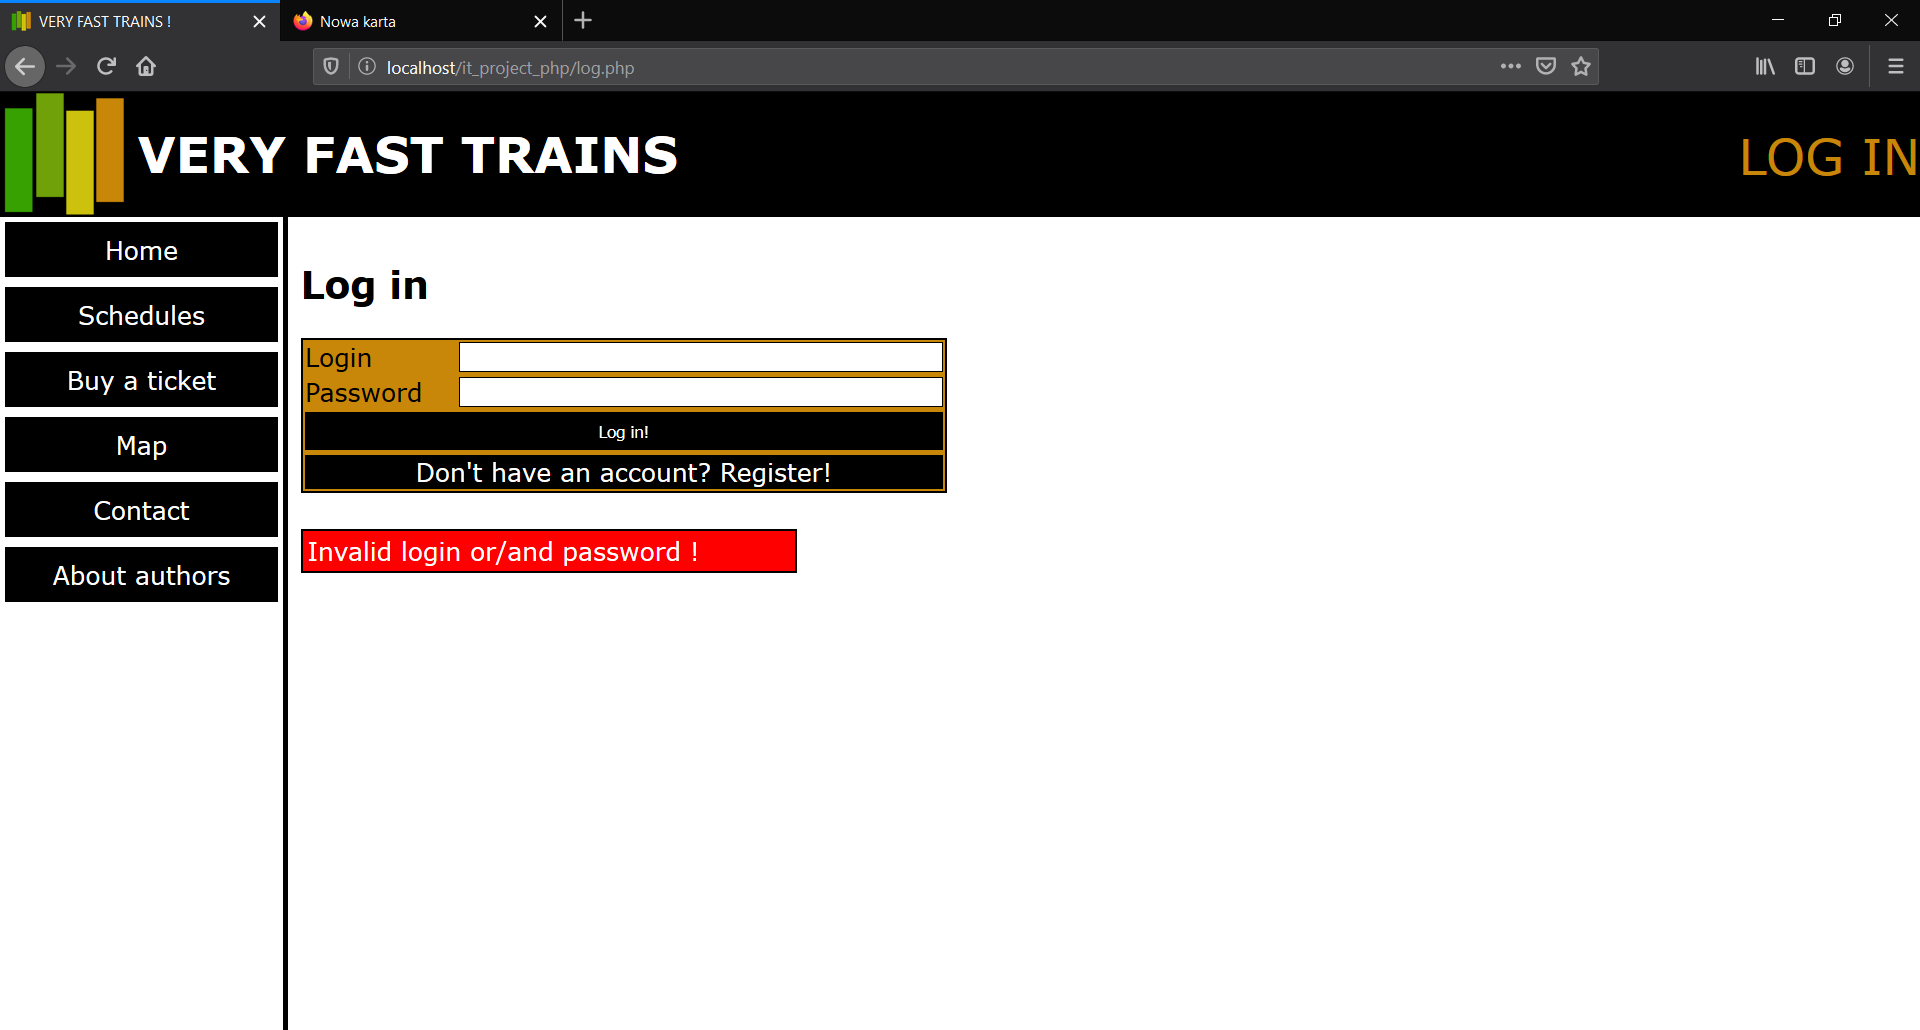 VERY FAST TRAINS !
Nowa karta
localhost/it_project_php/log.php
VERY FAST TRAINS
LOG IN
Home
Schedules
Buy a ticket
Map
Contact
About authors
Log in
Login
Password
Log in!
Don't have an account? Register!
Invalid login or/and password !